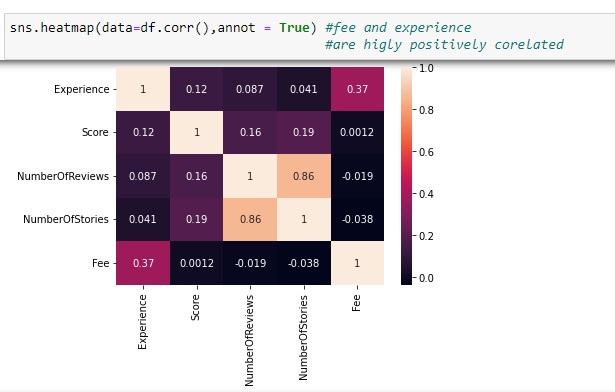 sns.heatmap(data=df.corr(),annot = True) #fee and experience
#are higly positively corelated
1.0
Experience 1 0.12 0.087 0.041 0.37
0.8
Score 0.12 1 0.16 0.19 0.0012
0.6
NumberOfReviews 0.087 0.16 1 0.86 -0.019
0.4
NumberOfStories 0.041 0.19 0.86 1 -0.038
0.2
Fee 0.37 0.0012 -0.019 -0.038 1
0.0
Experience
Score
NumberOfReviews
NumberOfStories
Fee